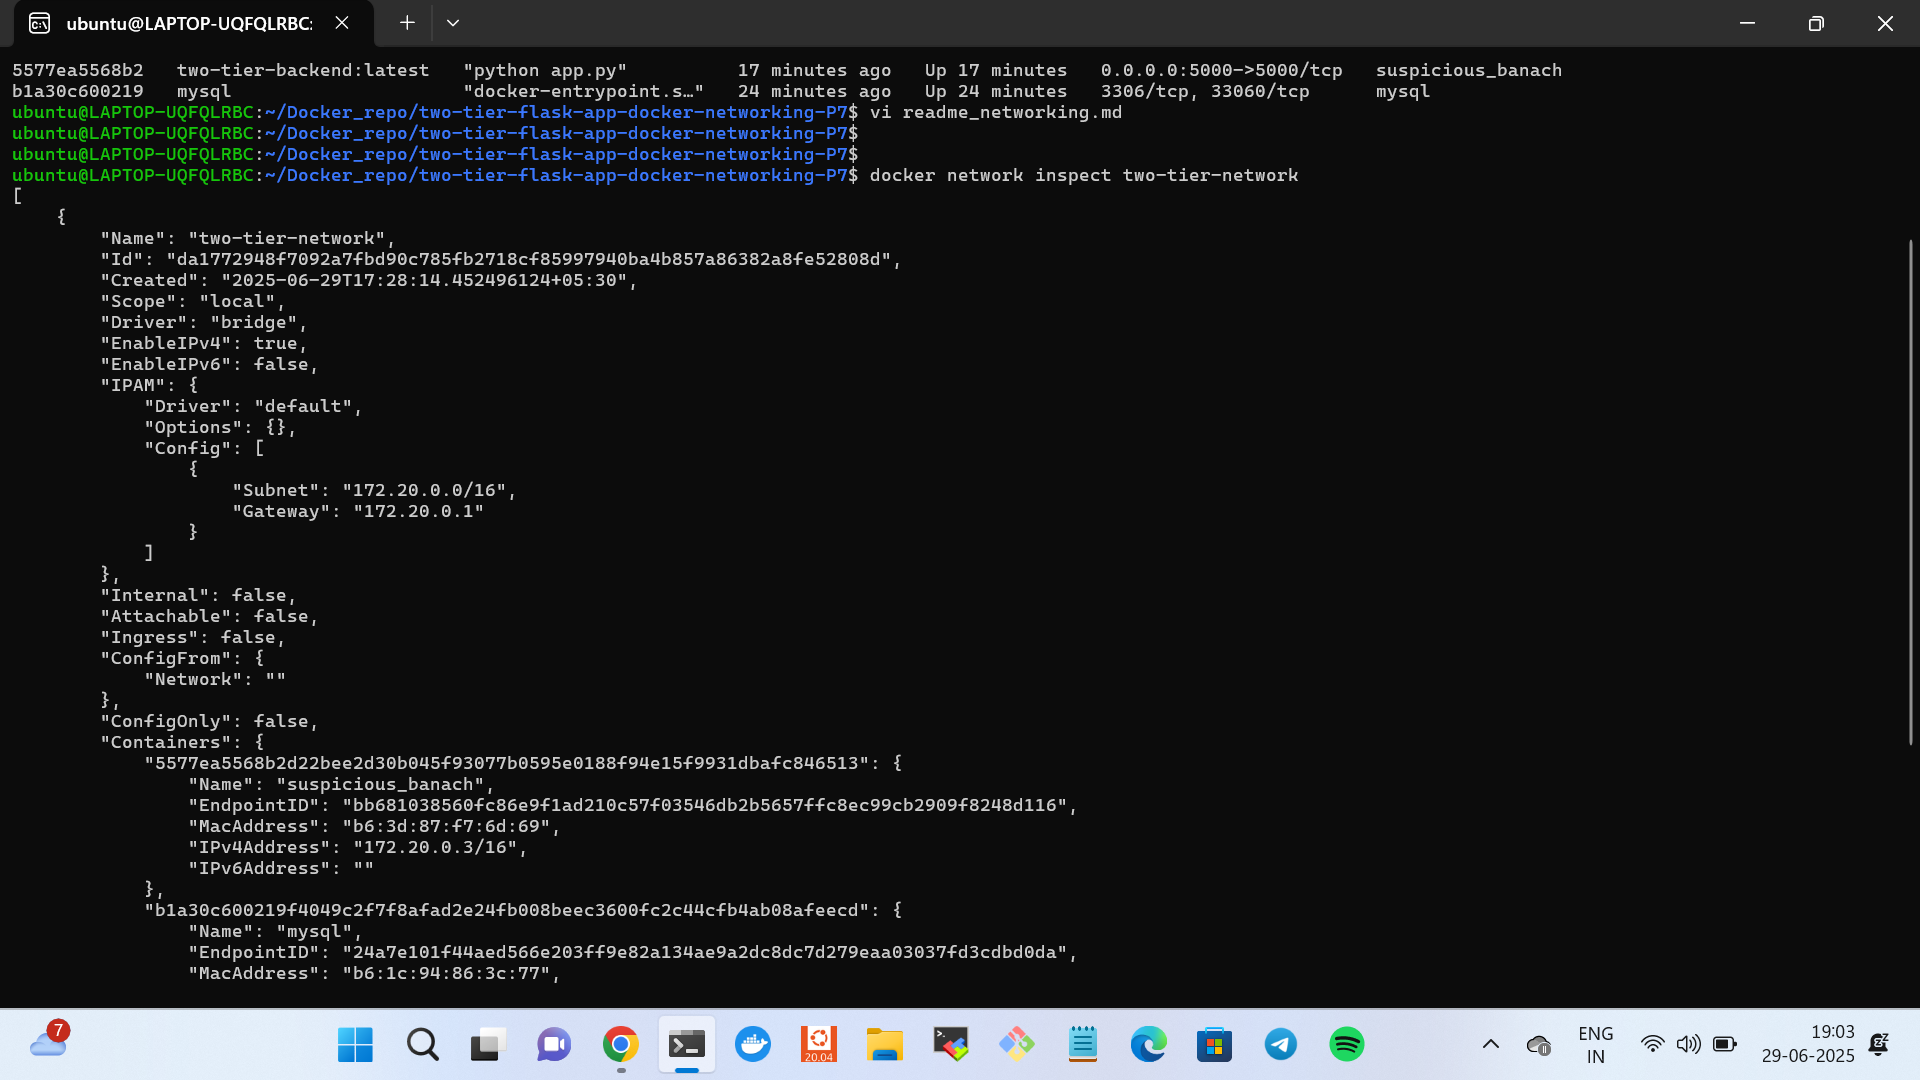 ubuntu@LAPTOP-UQFQLRBC:
5577ea5568b2   two-tier-backend:latest   "python app.py"          17 minutes ago   Up 17 minutes   0.0.0.0:5000->5000/tcp   suspicious_banach
b1a30c600219   mysql                     "docker-entrypoint.s…"   24 minutes ago   Up 24 minutes   3306/tcp, 33060/tcp      mysql
ubuntu@LAPTOP-UQFQLRBC:~/Docker_repo/two-tier-flask-app-docker-networking-P7$ vi readme_networking.md
ubuntu@LAPTOP-UQFQLRBC:~/Docker_repo/two-tier-flask-app-docker-networking-P7$
ubuntu@LAPTOP-UQFQLRBC:~/Docker_repo/two-tier-flask-app-docker-networking-P7$
ubuntu@LAPTOP-UQFQLRBC:~/Docker_repo/two-tier-flask-app-docker-networking-P7$ docker network inspect two-tier-network
[
    {
        "Name": "two-tier-network",
        "Id": "da1772948f7092a7fbd90c785fb2718cf85997940ba4b857a86382a8fe52808d",
        "Created": "2025-06-29T17:28:14.452496124+05:30",
        "Scope": "local",
        "Driver": "bridge",
        "EnableIPv4": true,
        "EnableIPv6": false,
        "IPAM": {
            "Driver": "default",
            "Options": {},
            "Config": [
                {
                    "Subnet": "172.20.0.0/16",
                    "Gateway": "172.20.0.1"
                }
            ]
        },
        "Internal": false,
        "Attachable": false,
        "Ingress": false,
        "ConfigFrom": {
            "Network": ""
        },
        "ConfigOnly": false,
        "Containers": {
            "5577ea5568b2d22bee2d30b045f93077b0595e0188f94e15f9931dbafc846513": {
                "Name": "suspicious_banach",
                "EndpointID": "bb681038560fc86e9f1ad210c57f03546db2b5657ffc8ec99cb2909f8248d116",
                "MacAddress": "b6:3d:87:f7:6d:69",
                "IPv4Address": "172.20.0.3/16",
                "IPv6Address": ""
            },
            "b1a30c600219f4049c2f7f8afad2e24fb008beec3600fc2c44cfb4ab08afeecd": {
                "Name": "mysql",
                "EndpointID": "24a7e101f44aed566e203ff9e82a134ae9a2dc8dc7d279eaa03037fd3cdbd0da",
                "MacAddress": "b6:1c:94:86:3c:77",
7
20.04
ENG
IN
19:03
29-06-2025